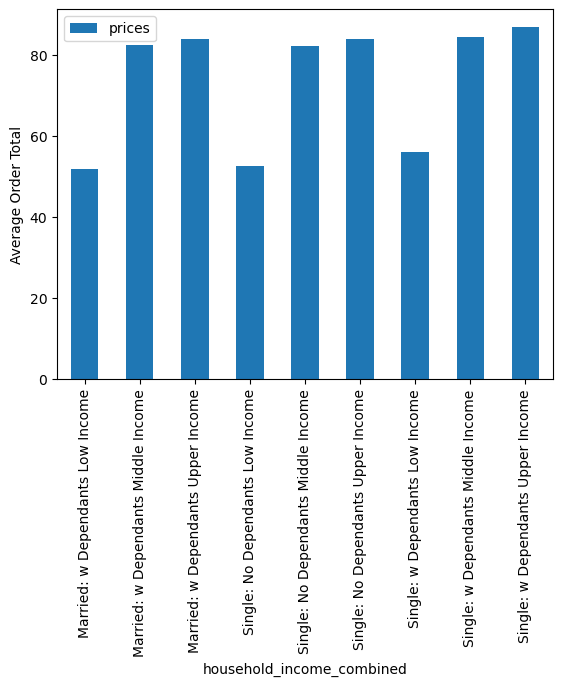 prices
Average Order Total
80
60
40
20
0
Married: w Dependants Low Income
Married: w Dependants Middle Income
Married: w Dependants Upper Income
Single: No Dependants Low Income
Single: No Dependants Middle Income
Single: No Dependants Upper Income
Single: w Dependants Low Income
Single: w Dependants Middle Income
Single: w Dependants Upper Income
household_income_combined